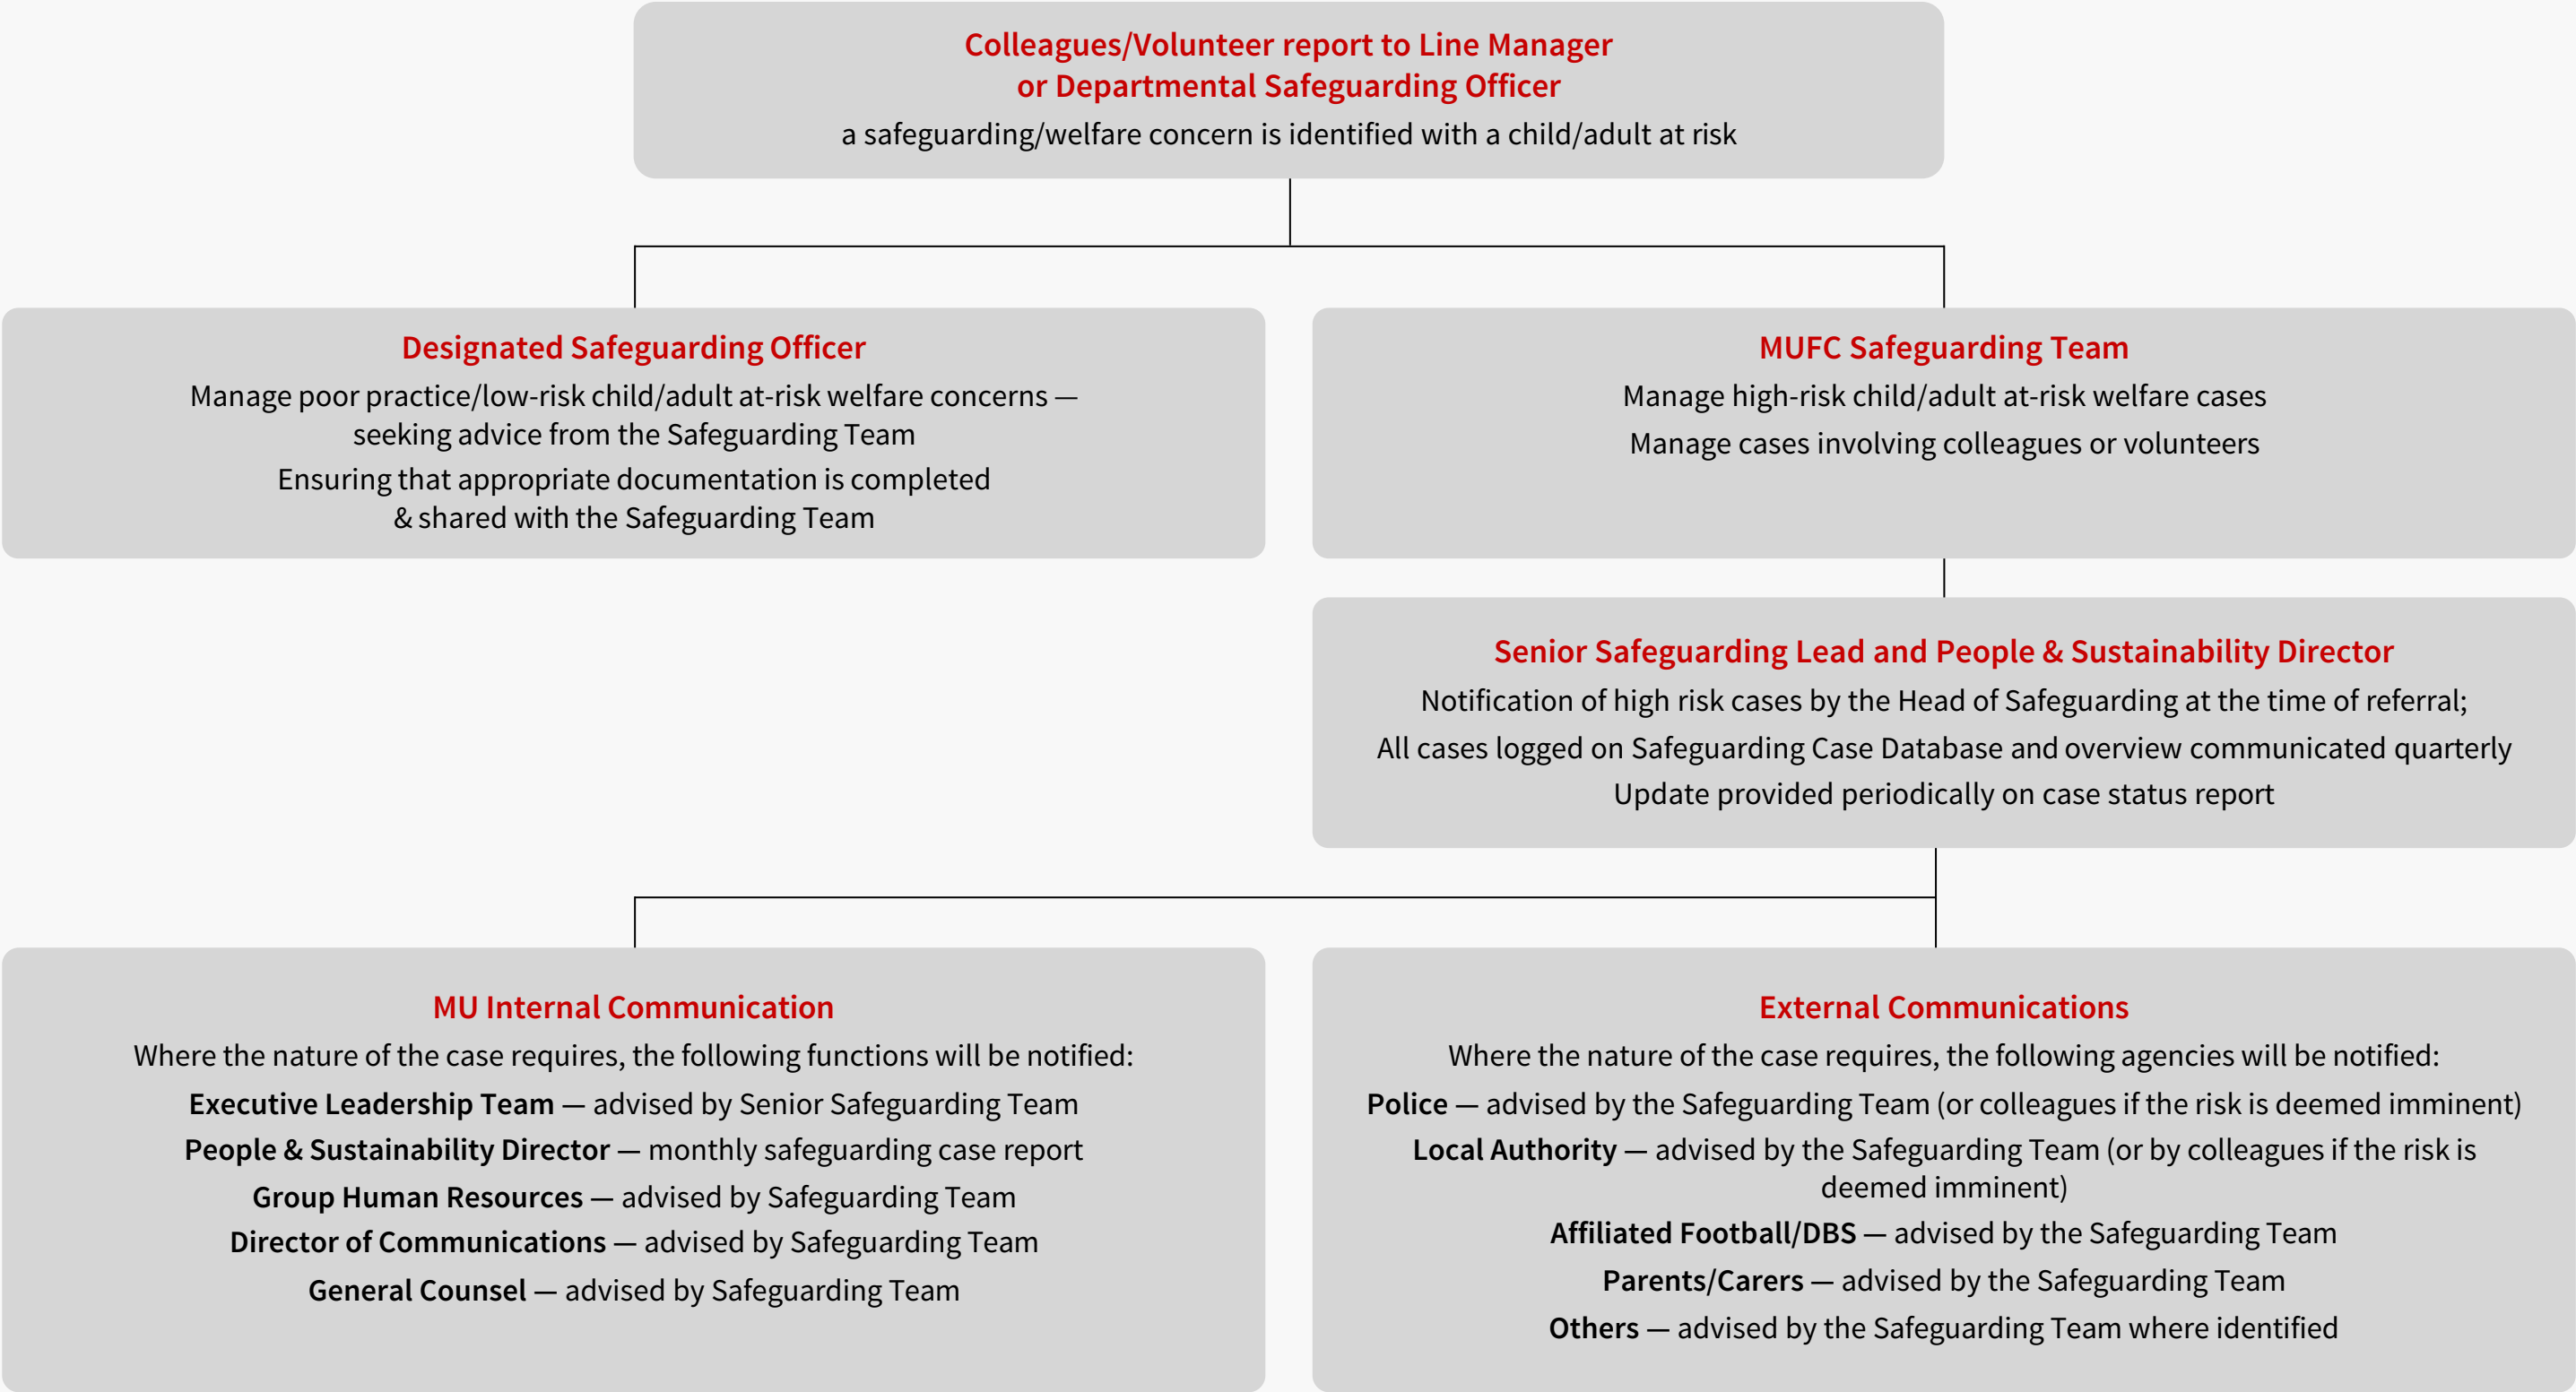 Colleagues/Volunteer report to Line Manager
or Departmental Safeguarding Officer
a safeguarding/welfare concern is identified with a child/adult at risk
Designated Safeguarding Officer
Manage poor practice/low-risk child/adult at-risk welfare concerns —
seeking advice from the Safeguarding Team
Ensuring that appropriate documentation is completed
& shared with the Safeguarding Team
MUFC Safeguarding Team
Manage high-risk child/adult at-risk welfare cases
Manage cases involving colleagues or volunteers
Senior Safeguarding Lead and People & Sustainability Director
Notification of high risk cases by the Head of Safeguarding at the time of referral;
All cases logged on Safeguarding Case Database and overview communicated quarterly
Update provided periodically on case status report
MU Internal Communication
Where the nature of the case requires, the following functions will be notified:
Executive Leadership Team — advised by Senior Safeguarding Team
People & Sustainability Director — monthly safeguarding case report
Group Human Resources — advised by Safeguarding Team
Director of Communications — advised by Safeguarding Team
General Counsel — advised by Safeguarding Team
External Communications
Where the nature of the case requires, the following agencies will be notified:
Police — advised by the Safeguarding Team (or colleagues if the risk is deemed imminent)
Local Authority — advised by the Safeguarding Team (or by colleagues if the risk is
deemed imminent)
Affiliated Football/DBS — advised by the Safeguarding Team
Parents/Carers — advised by the Safeguarding Team
Others — advised by the Safeguarding Team where identified